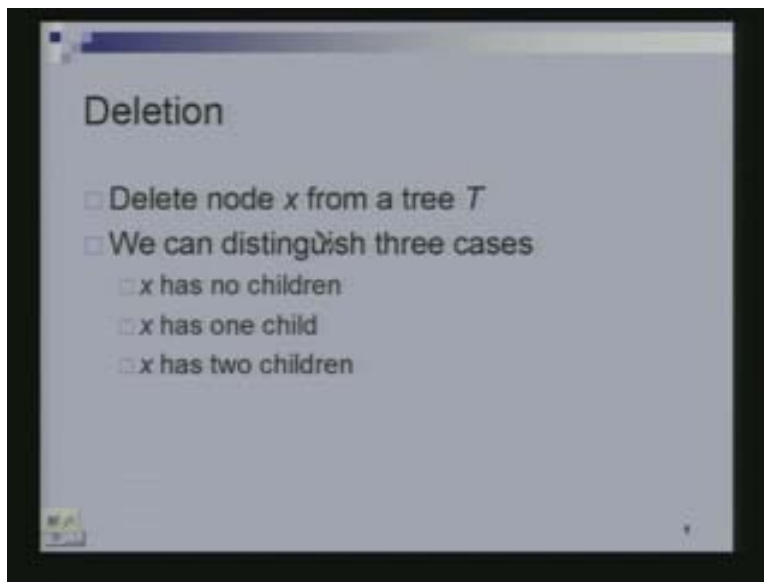 Deletion
Delete node x from a tree T
We can distinguish three cases
x has no children
x has one child
x has two children